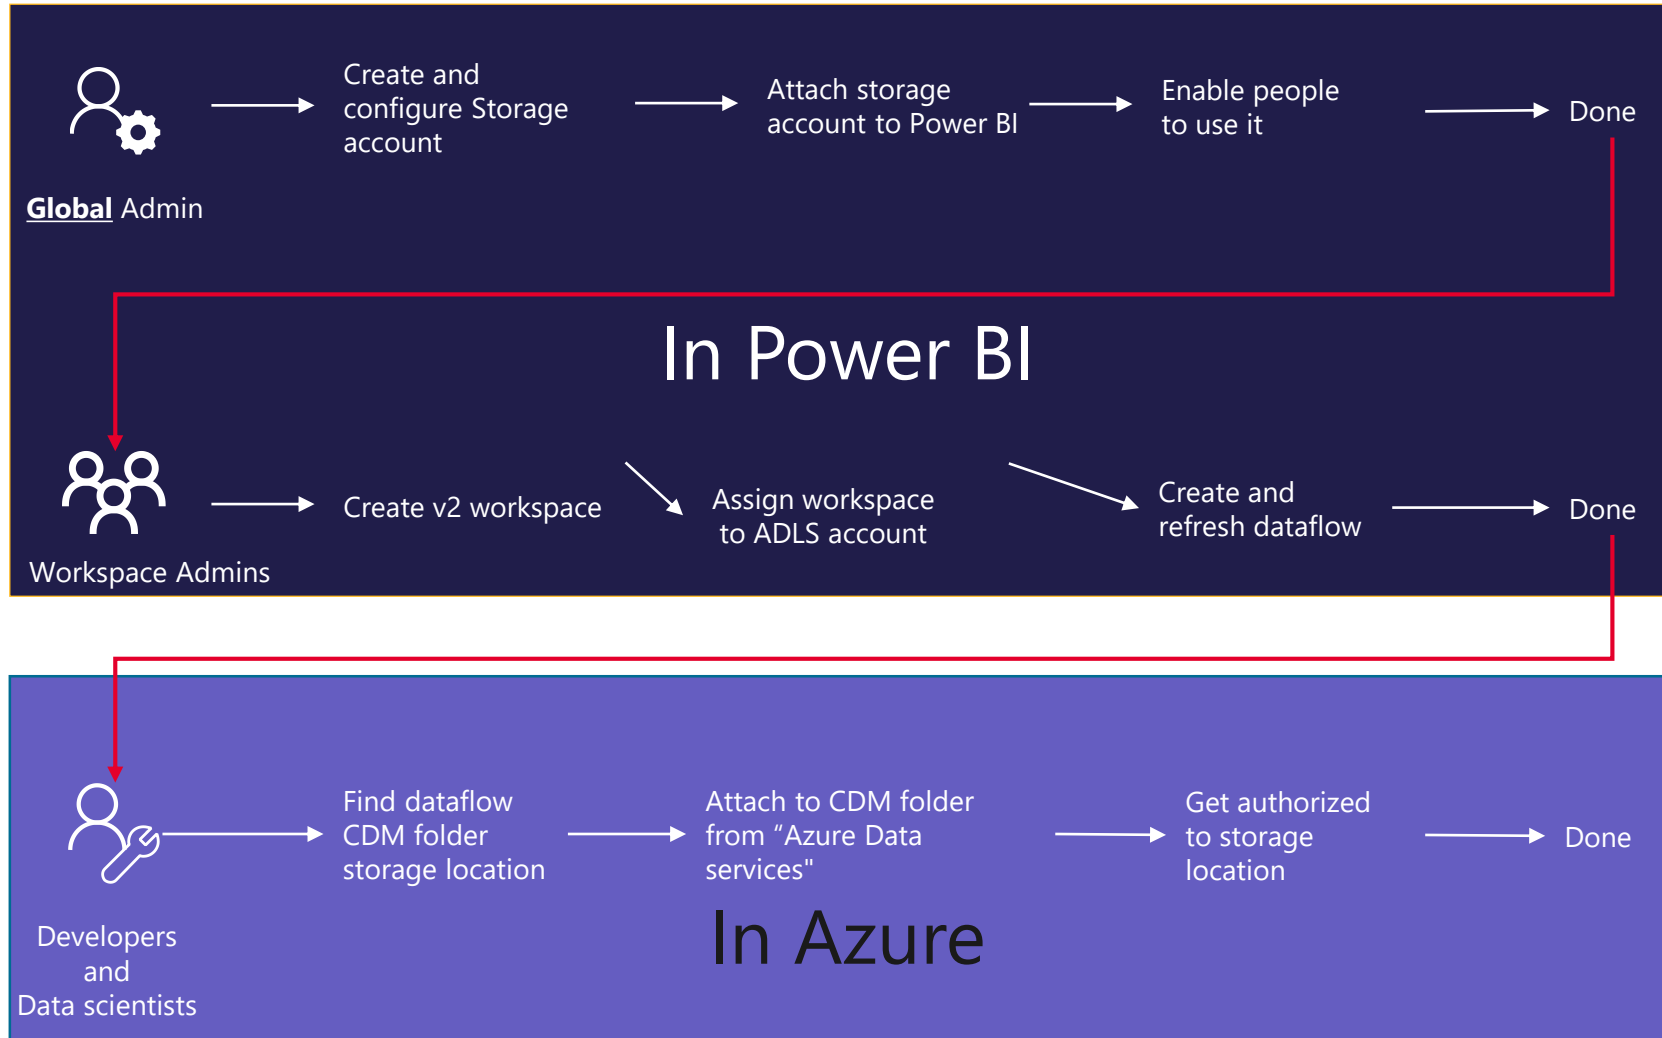 Create and
configure Storage
account
Attach storage
account to Power BI
Enable people
to use it
Done
Global Admin
In Power BI
Create v2 workspace
Assign workspace
to ADLS account
Create and
refresh dataflow
Done
Workspace Admins
Find dataflow
CDM folder
storage location
Attach to CDM folder
from “Azure Data
services"
Get authorized
to storage
location
Done
In Azure
Developers
and
Data scientists